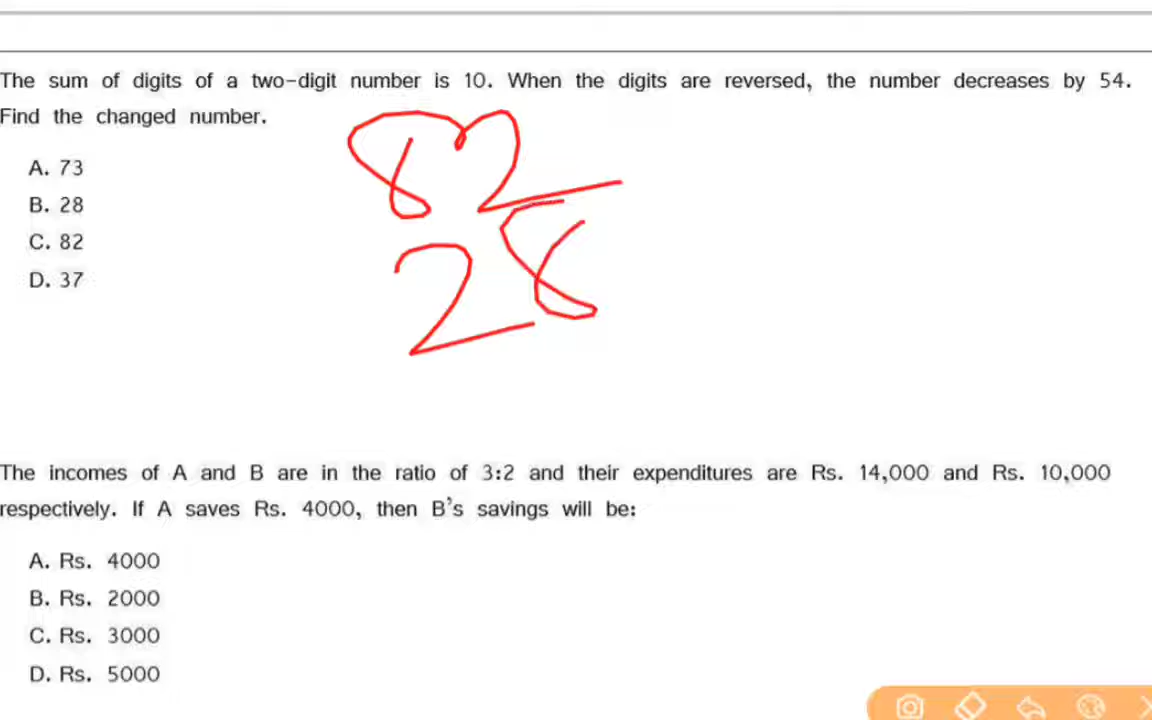 The sum of digits of a two-digit number is 10. When the digits are reversed, the number decreases by 54.
Find the changed number.
82
A. 73
B. 28
C. 82
28
D. 37
The incomes of A and B are in the ratio of 3:2 and their expenditures are Rs. 14,000 and Rs. 10,000
respectively. If A saves Rs. 4000, then B's savings will be:
A. Rs. 4000
B. Rs. 2000
C. Rs. 3000
D. Rs. 5000